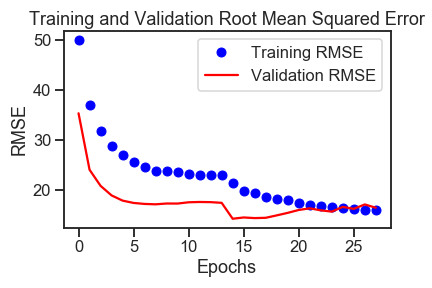 Training and Validation Root Mean Squared Error
50
40
30
20
RMSE
Training RMSE
Validation RMSE
0 5 10 15 20 25
Epochs